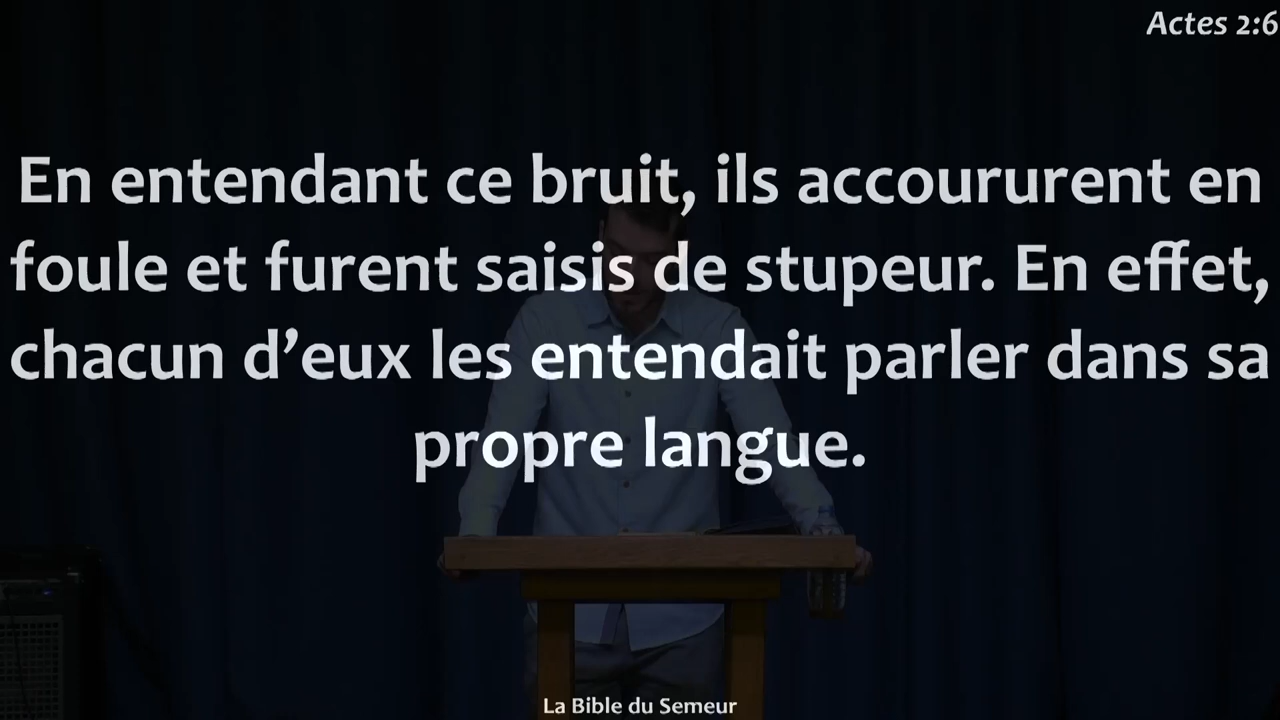 Actes 2:6
En entendant ce bruit, ils accoururent en
foule et furent saisis de stupeur. En effet,
chacun d’eux les entendait parler dans sa
propre langue.
La Bible du Semeur